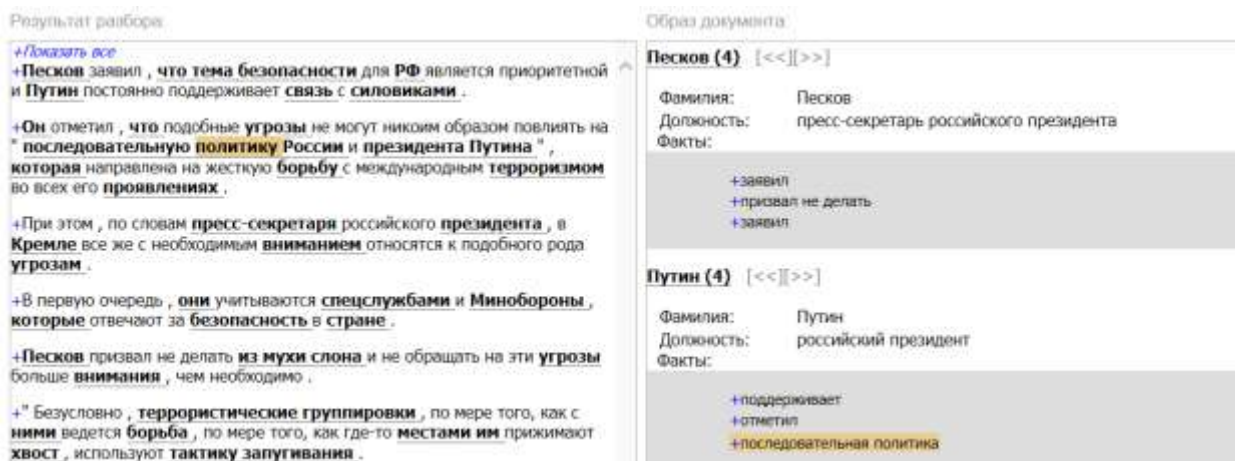 Результат разбора:
+Показать все
+Песков заявил , что тема безопасности для РФ является приоритетной
и Путин постоянно поддерживает связь с силовиками .
+Он отметил , что подобные угрозы не могут никоим образом повлиять на
" последовательную политику России и президента Путина " ,
которая направлена на жесткую борьбу с международным терроризмом
во всех его проявлениях .
+При этом , по словам пресс-секретаря российского президента , в
Кремле все же с необходимым вниманием относятся к подобного рода
угрозам .
+В первую очередь , они учитываются спецслужбами и Минобороны ,
которые отвечают за безопасность в стране .
+Песков призвал не делать из мухи слона и не обращать на эти угрозы
больше внимания , чем необходимо .
+" Безусловно , террористические группировки , по мере того, как с
ними ведется борьба , по мере того, как где-то местами им прижимают
хвост , используют тактику запугивания .
Образ документа:
Песков (4) [<<][>>]
Фамилия: Песков
Должность: пресс-секретарь российского президента
Факты:
+заявил
+призвал не делать
+заявил
Путин (4) [<<][>>]
Фамилия: Путин
Должность: российский президент
Факты:
+поддерживает
+отметил
+последовательная политика